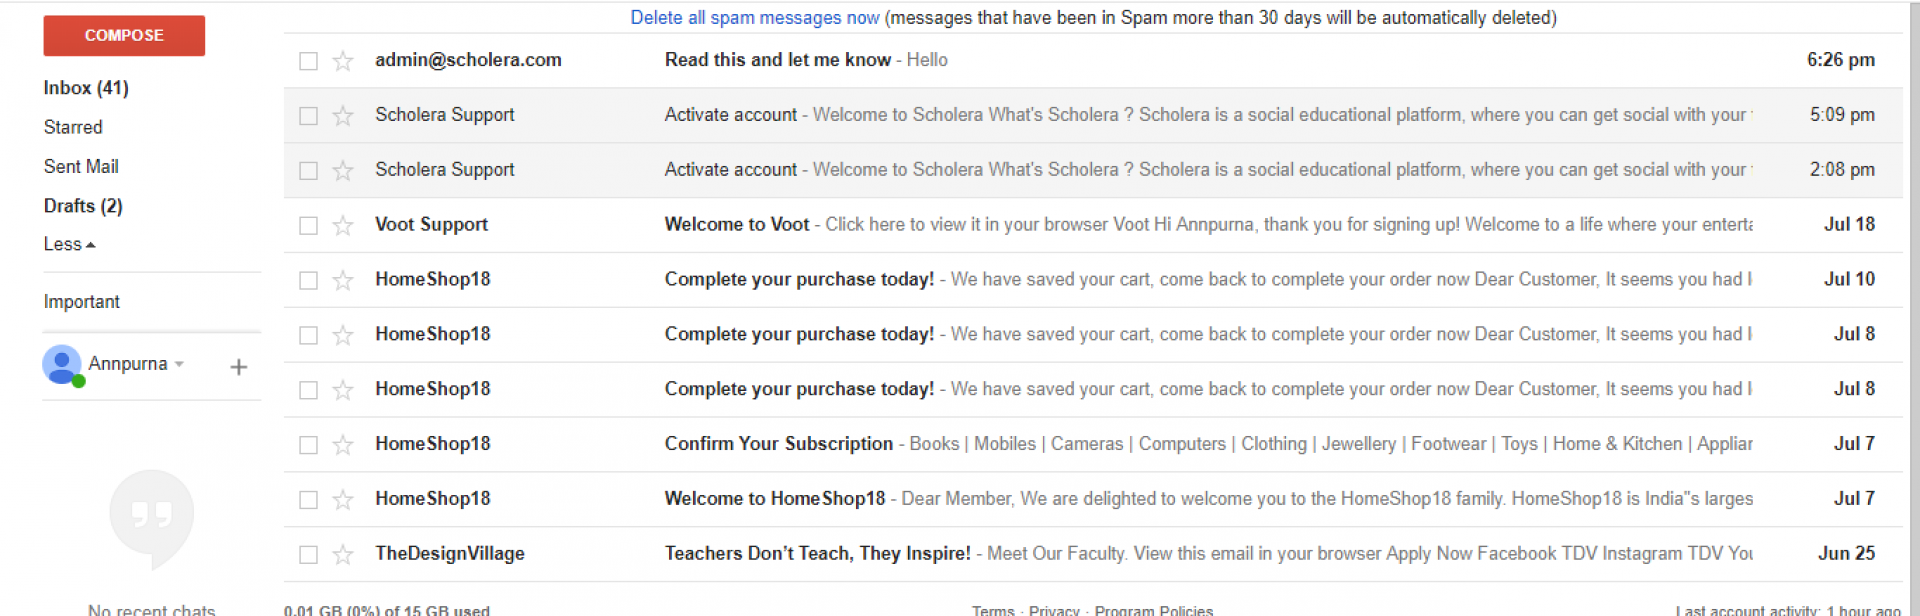 Delete all spam messages now (messages that have been in Spam more than 30 days will be automatically deleted)
COMPOSE
Inbox (41)
Starred
Sent Mail
Drafts (2)
Less
Important
Annpurna
+
No recent chats
admin@scholera.com Read this and let me know - Hello 6:26 pm
Scholera Support Activate account - Welcome to Scholera What's Scholera ? Scholera is a social educational platform, where you can get social with your 5:09 pm
Scholera Support Activate account - Welcome to Scholera What's Scholera ? Scholera is a social educational platform, where you can get social with your 2:08 pm
Voot Support Welcome to Voot - Click here to view it in your browser Voot Hi Annpurna, thank you for signing up! Welcome to a life where your enterta Jul 18
HomeShop18 Complete your purchase today! - We have saved your cart, come back to complete your order now Dear Customer, It seems you had l Jul 10
HomeShop18 Complete your purchase today! - We have saved your cart, come back to complete your order now Dear Customer, It seems you had l Jul 8
HomeShop18 Complete your purchase today! - We have saved your cart, come back to complete your order now Dear Customer, It seems you had l Jul 8
HomeShop18 Confirm Your Subscription - Books | Mobiles | Cameras | Computers | Clothing | Jewellery | Footwear | Toys | Home & Kitchen | Applian Jul 7
HomeShop18 Welcome to HomeShop18 - Dear Member, We are delighted to welcome you to the HomeShop18 family. HomeShop18 is India"s larges Jul 7
TheDesignVillage Teachers Don’t Teach, They Inspire! - Meet Our Faculty. View this email in your browser Apply Now Facebook TDV Instagram TDV You Jun 25
0.01 GB (0%) of 15 GB used Terms · Privacy · Program Policies Last account activity: 1 hour ago